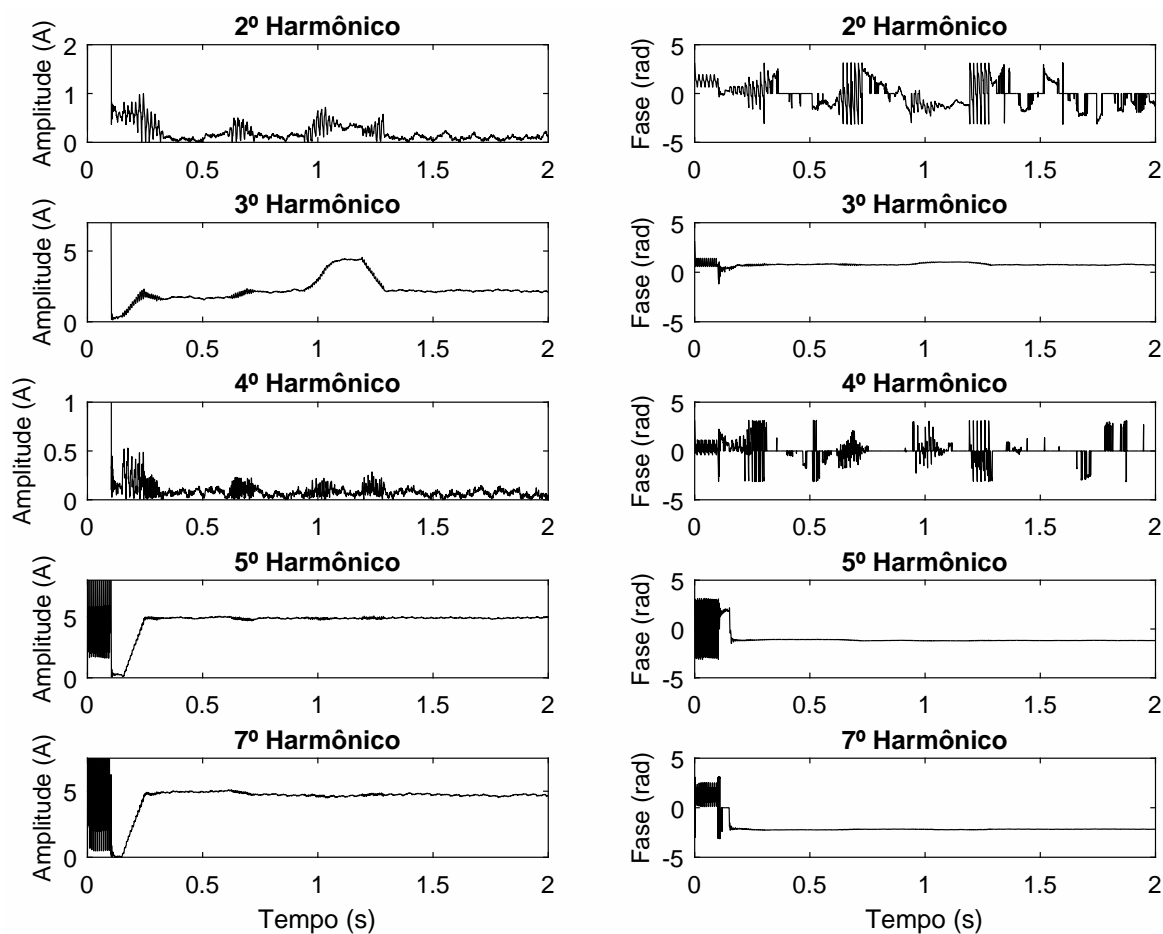 2º Harmônico
Amplitude (A)
2
1
0
0 0.5 1 1.5 2
2º Harmônico
Fase (rad)
5
0
-5
0 0.5 1 1.5 2
3º Harmônico
Amplitude (A)
5
0
0 0.5 1 1.5 2
3º Harmônico
Fase (rad)
5
0
-5
0 0.5 1 1.5 2
4º Harmônico
Amplitude (A)
1
0.5
0
0 0.5 1 1.5 2
4º Harmônico
Fase (rad)
5
0
-5
0 0.5 1 1.5 2
5º Harmônico
Amplitude (A)
5
0
0 0.5 1 1.5 2
5º Harmônico
Fase (rad)
5
0
-5
0 0.5 1 1.5 2
7º Harmônico
Amplitude (A)
5
0
0 0.5 1 1.5 2
Tempo (s)
7º Harmônico
Fase (rad)
5
0
-5
0 0.5 1 1.5 2
Tempo (s)